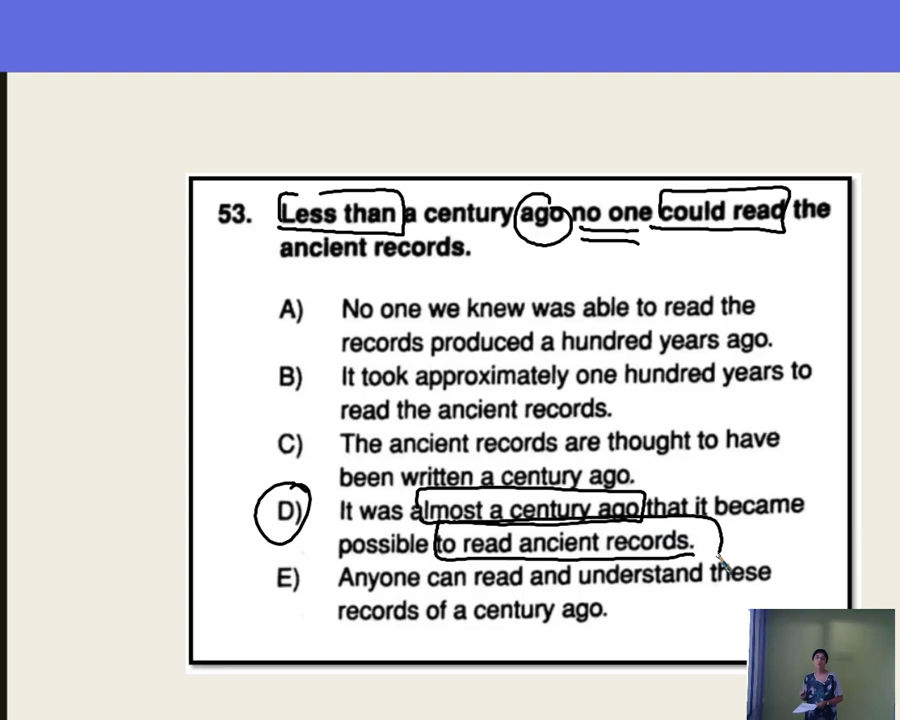 53. Less than a century ago no one could read the
ancient records.
A) No one we knew was able to read the
records produced a hundred years ago.
B) It took approximately one hundred years to
read the ancient records.
C) The ancient records are thought to have
been written a century ago.
D) It was almost a century ago that it became
possible to read ancient records.
E) Anyone can read and understand these
records of a century ago.